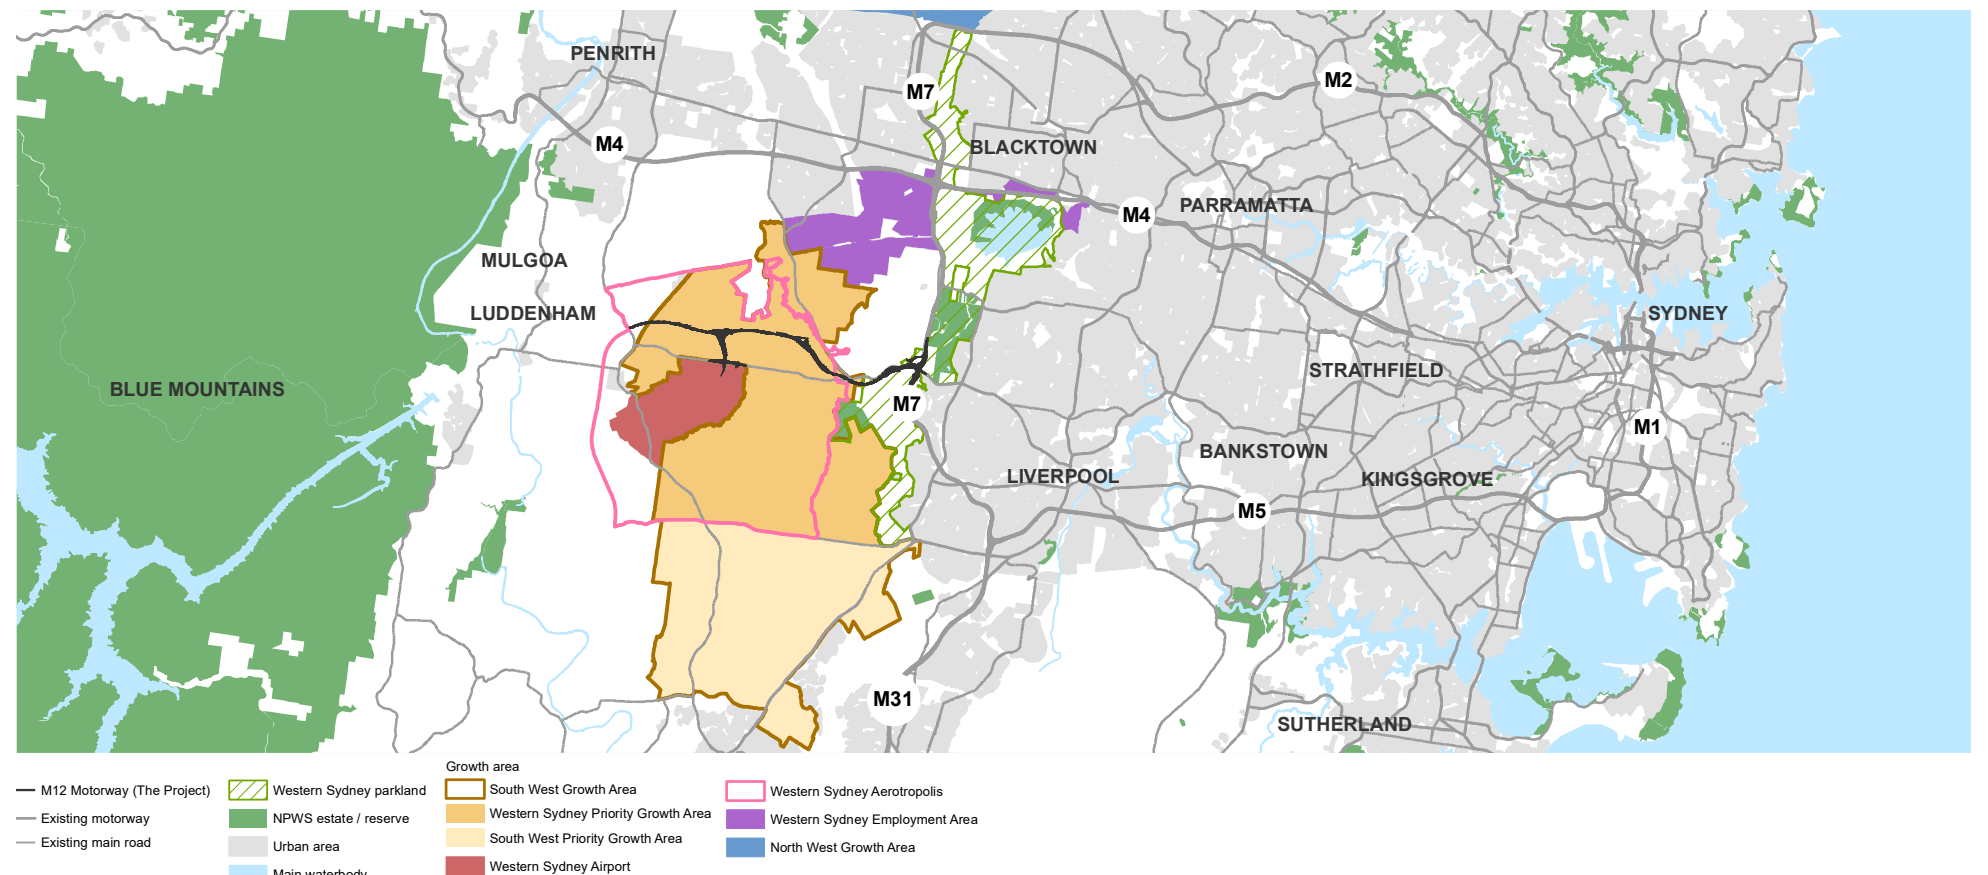 PENRITH
M2
M7
M4
BLACKTOWN
PARRAMATTA
M4
MULGOA
LUDDENHAM
SYDNEY
STRATHFIELD
BLUE MOUNTAINS
M7
M1
BANKSTOWN
LIVERPOOL
KINGSGROVE
M5
M31
SUTHERLAND
M12 Motorway (The Project)
Existing motorway
Existing main road
Western Sydney parkland
NPWS estate / reserve
Urban area
Main waterbody
Growth area
South West Growth Area
Western Sydney Priority Growth Area
South West Priority Growth Area
Western Sydney Airport
Western Sydney Aerotropolis
Western Sydney Employment Area
North West Growth Area